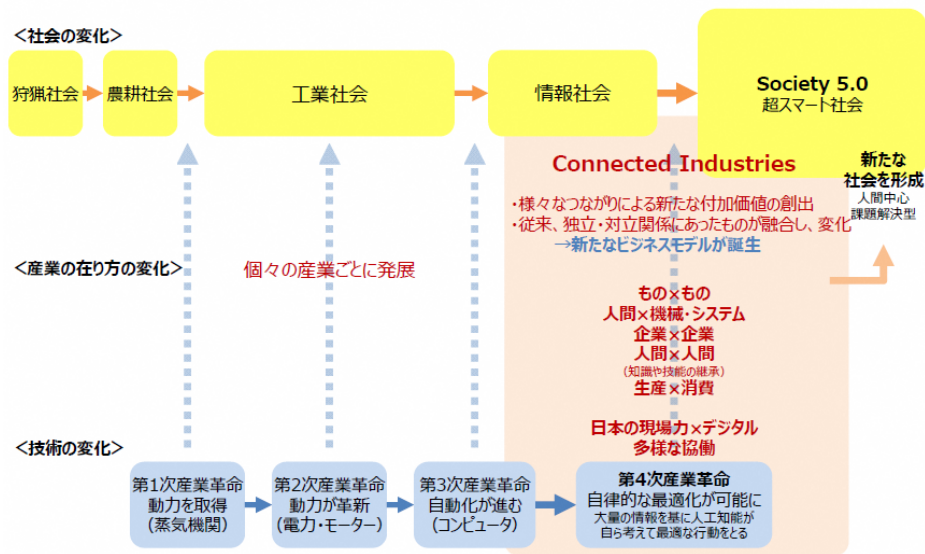 <社会の変化>
狩猟社会
農耕社会
工業社会
情報社会
Society 5.0
超スマート社会
Connected Industries
・様々なつながりによる新たな付加価値の創出
・従来、独立・対立関係にあったものが融合し、変化
→新たなビジネスモデルが誕生
新たな
社会を形成
人間中心
課題解決型
<産業の在り方の変化>
個々の産業ごとに発展
もの×もの
人間×機械・システム
企業×企業
人間×人間
(知識や技能の継承)
生産×消費
日本の現場力×デジタル
多様な協働
<技術の変化>
第1次産業革命
動力を取得
(蒸気機関)
第2次産業革命
動力が革新
(電力・モーター)
第3次産業革命
自動化が進む
(コンピュータ)
第4次産業革命
自律的な最適化が可能に
大量の情報を基に人工知能が
自ら考えて最適な行動をとる